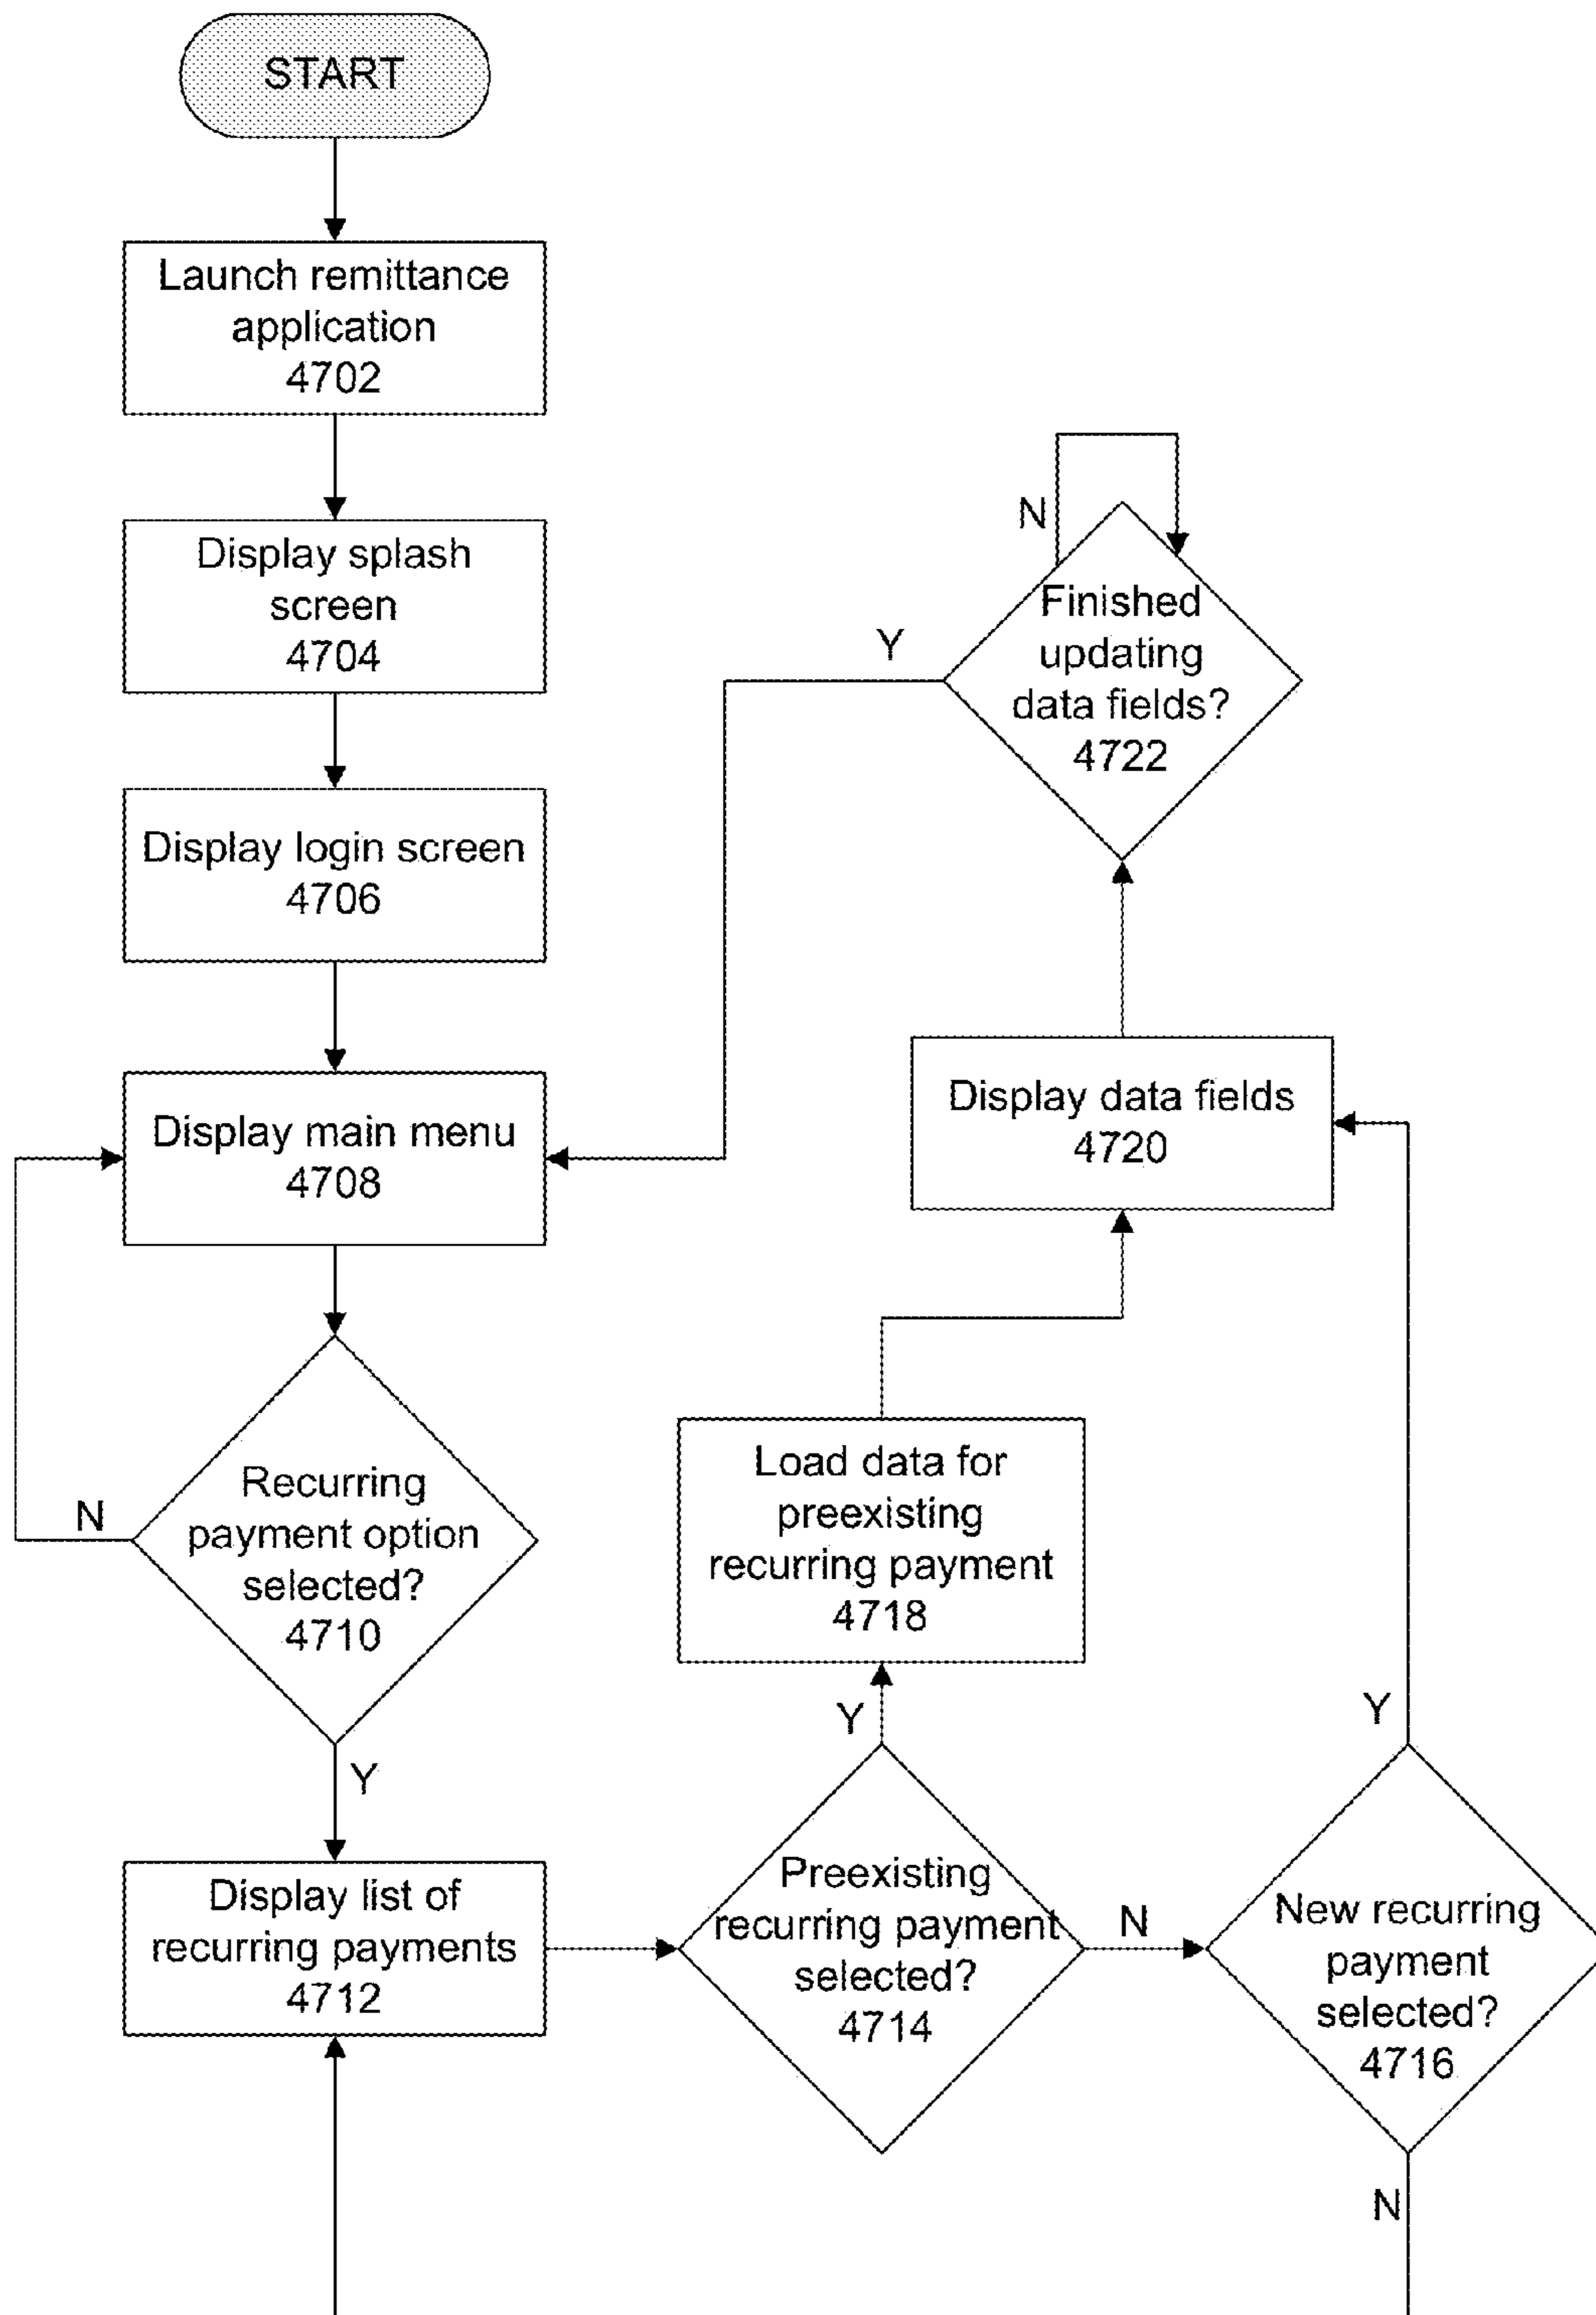 START
Launch remittance
application
4702
Display splash
screen
4704
Display login screen
4706
Display main menu
4708
N
Recurring
payment option
selected?
4710
Y
Display list of
recurring payments
4712
Preexisting
recurring payment
selected?
4714
Y
N
Load data for
preexisting
recurring payment
4718
New recurring
payment
selected?
4716
Y
N
Display data fields
4720
Finished
updating
data fields?
4722
N
Y